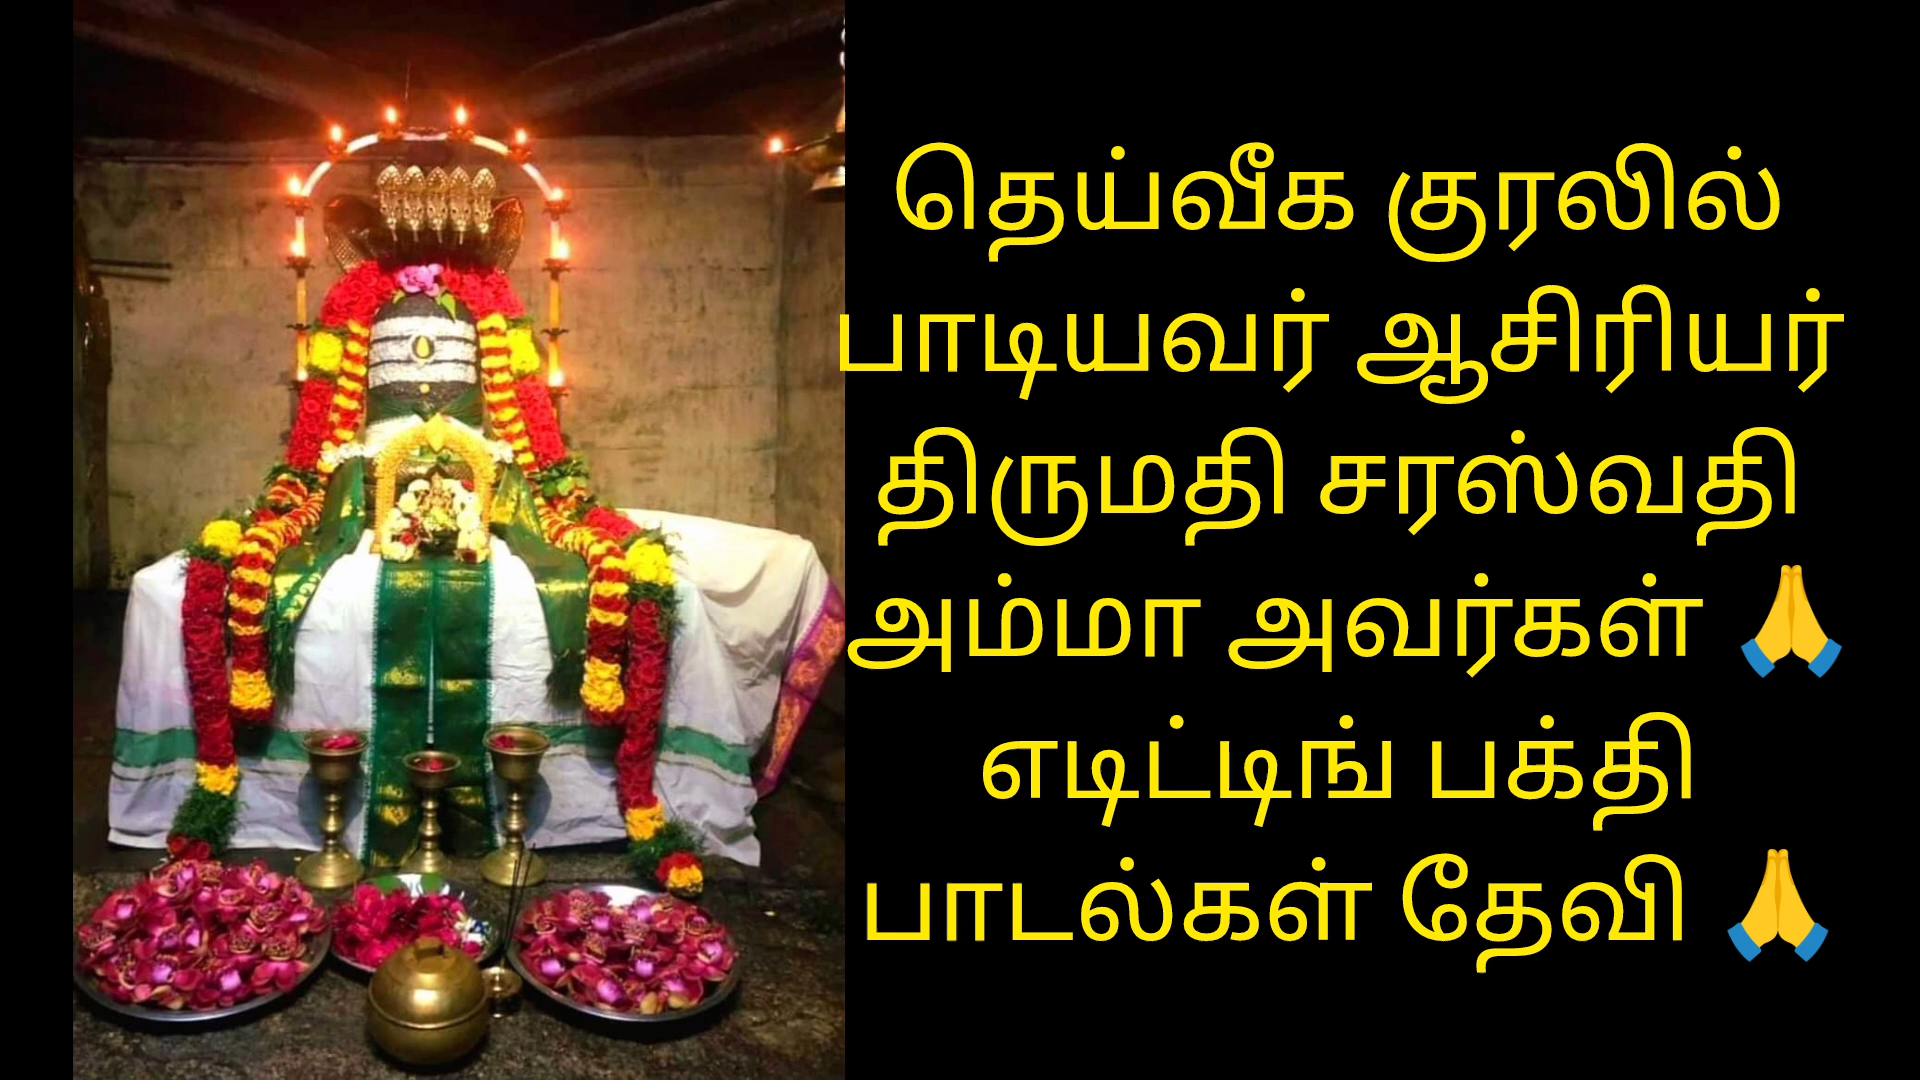 தெய்வீக குரலில்
பாடியவர் ஆசிரியர்
திருமதி சரஸ்வதி
அம்மா அவர்கள் 🙏
எடிட்டிங் பக்தி
பாடல்கள் தேவி 🙏